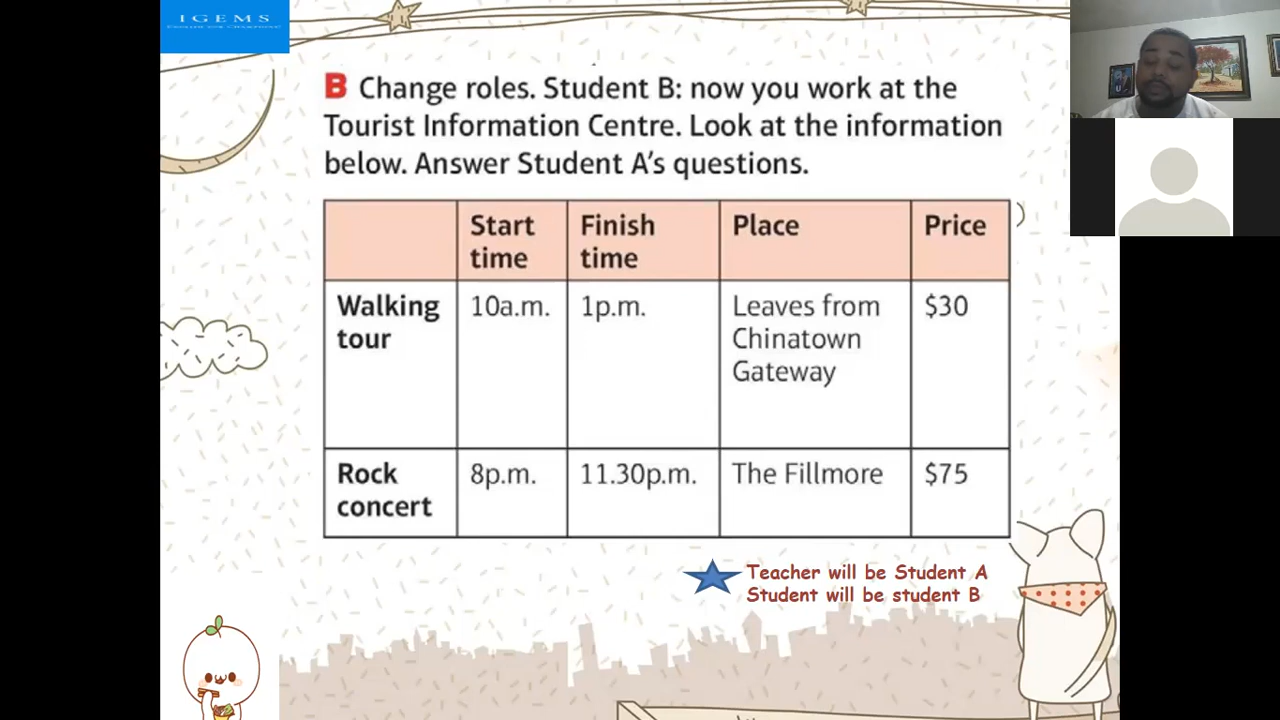 IGEMS
B Change roles. Student B: now you work at the
Tourist Information Centre. Look at the information
below. Answer Student A's questions.
Start time Finish time Place Price
Walking tour 10a.m. 1p.m. Leaves from Chinatown Gateway $30
Rock concert 8p.m. 11.30p.m. The Fillmore $75
Teacher will be Student A
Student will be student B